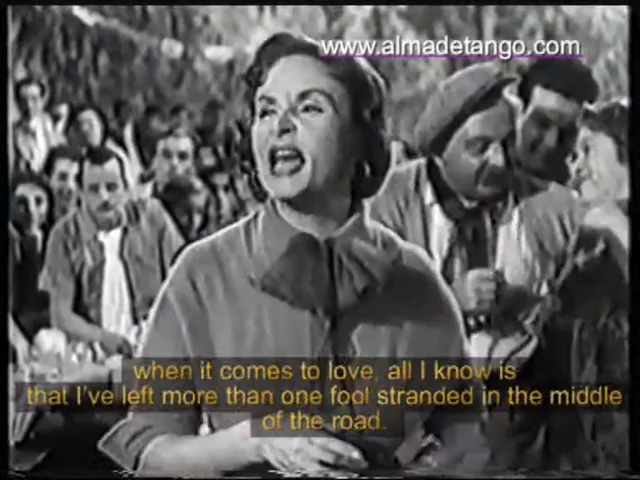 www.almadetango.com
when it comes to love, all I know is
that I've left more than one fool stranded in the middle
of the road.